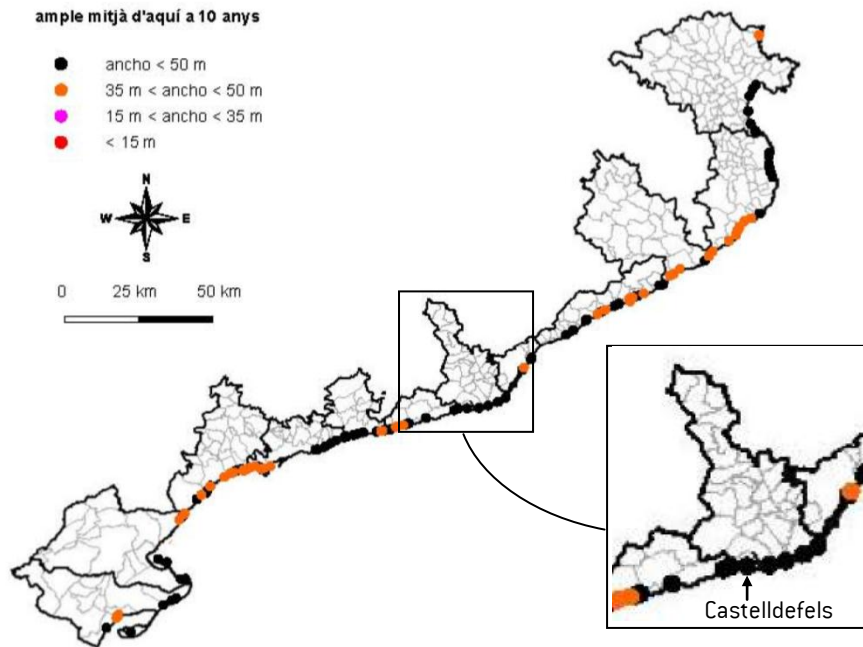 ample mitjà d'aquí a 10 anys
ancho < 50 m
35 m < ancho < 50 m
15 m < ancho < 35 m
< 15 m
N
W E
S
0 25 km 50 km
Castelldefels